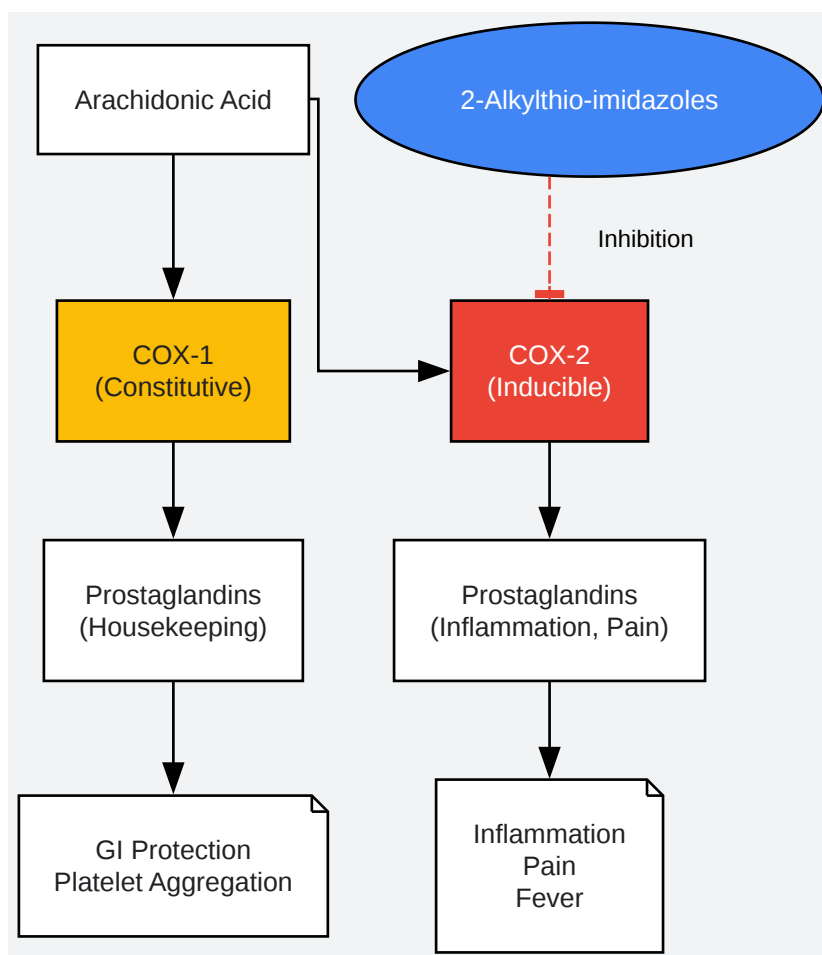 Arachidonic Acid
2-Alkylthio-imidazoles
Inhibition
COX-1
(Constitutive)
COX-2
(Inducible)
Prostaglandins
(Housekeeping)
Prostaglandins
(Inflammation, Pain)
GI Protection
Platelet Aggregation
Inflammation
Pain
Fever